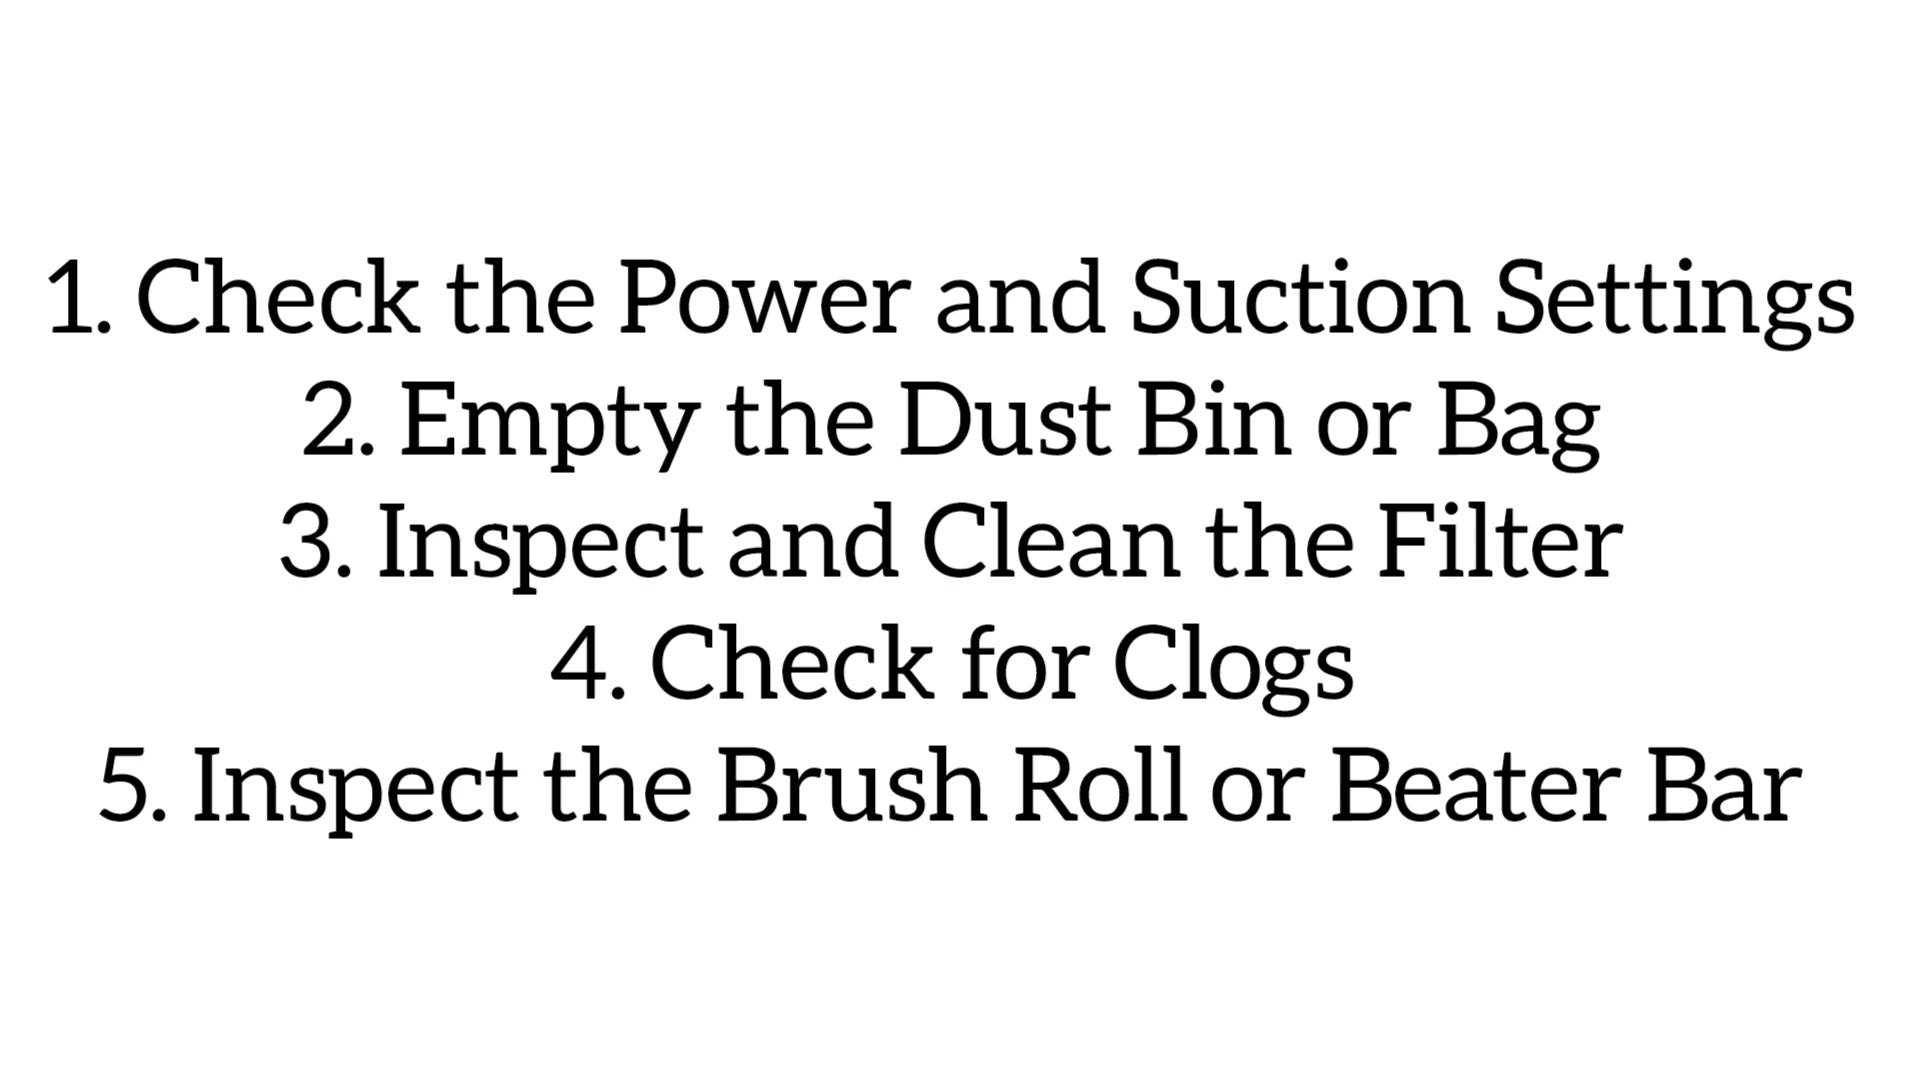 1. Check the Power and Suction Settings
2. Empty the Dust Bin or Bag
3. Inspect and Clean the Filter
4. Check for Clogs
5. Inspect the Brush Roll or Beater Bar